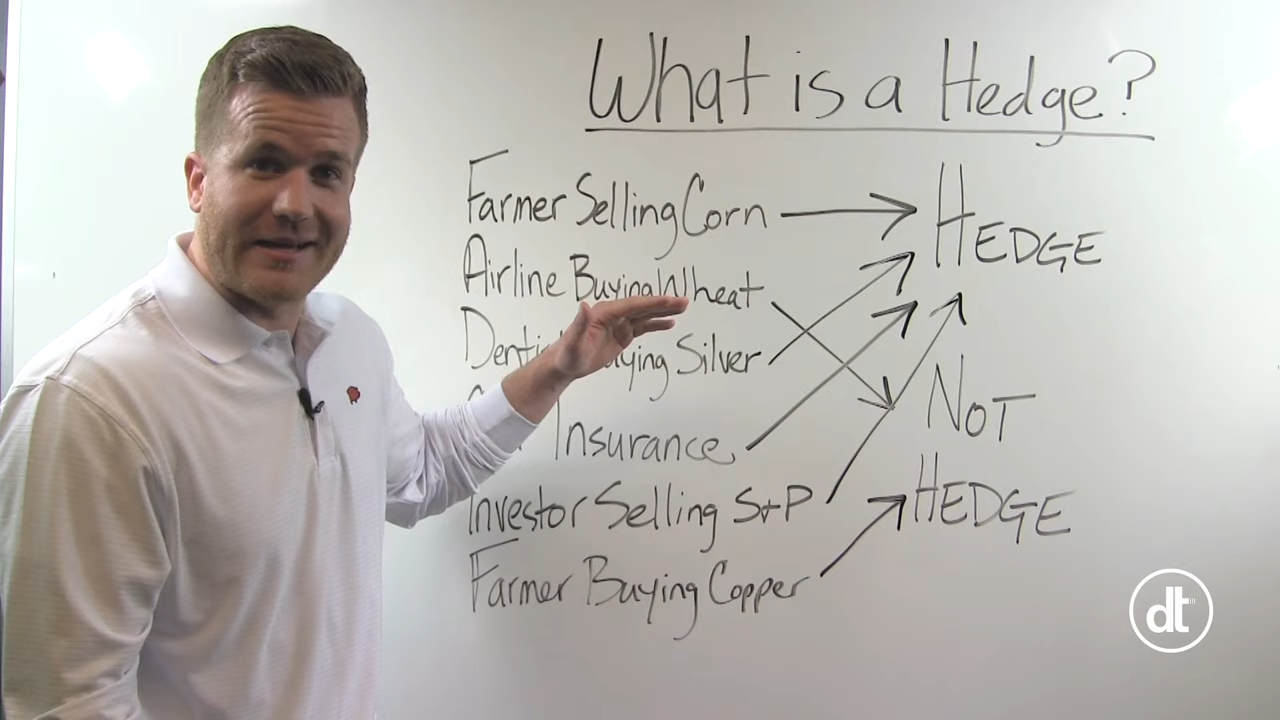 What is a Hedge?
Farmer Selling Corn
HEDGE
Airline Buying Wheat
Silver
NOT
Insurance
Investor Selling S+P
HEDGE
Farmer Buying Copper
dt